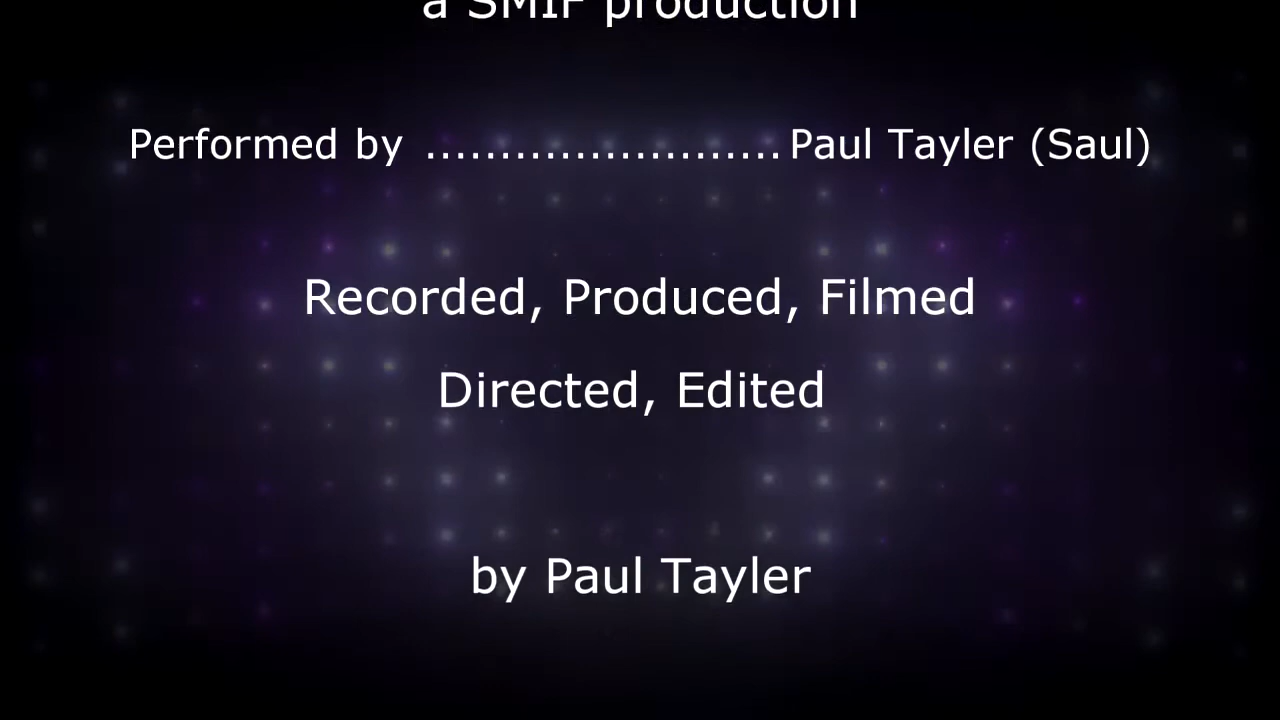 a SMIF production
Performed by ........................ Paul Tayler (Saul)
Recorded, Produced, Filmed
Directed, Edited
by Paul Tayler